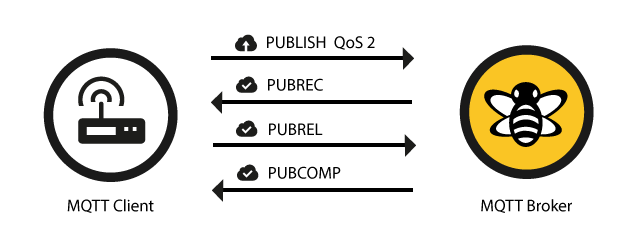 PUBLISH QoS 2
PUBREC
PUBREL
PUBCOMP
MQTT Client
MQTT Broker